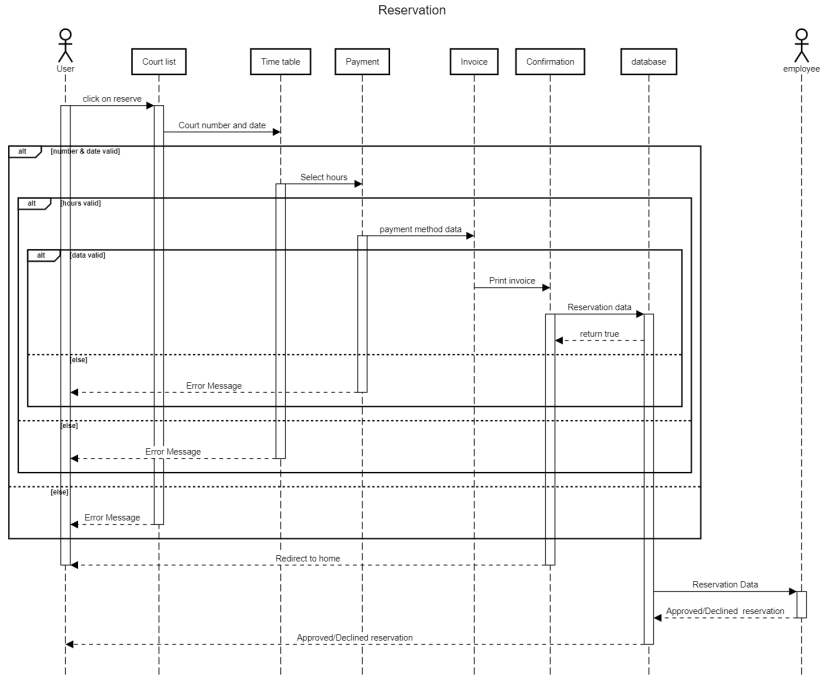 Reservation
User
Court list
Time table
Payment
Invoice
Confirmation
database
employee
click on reserve
Court number and date
alt
[number & date valid]
Select hours
alt
[hours valid]
payment method data
alt
[data valid]
Print invoice
Reservation data
return true
[else]
Error Message
[else]
Error Message
[else]
Error Message
Redirect to home
Reservation Data
Approved/Declined reservation
Approved/Declined reservation